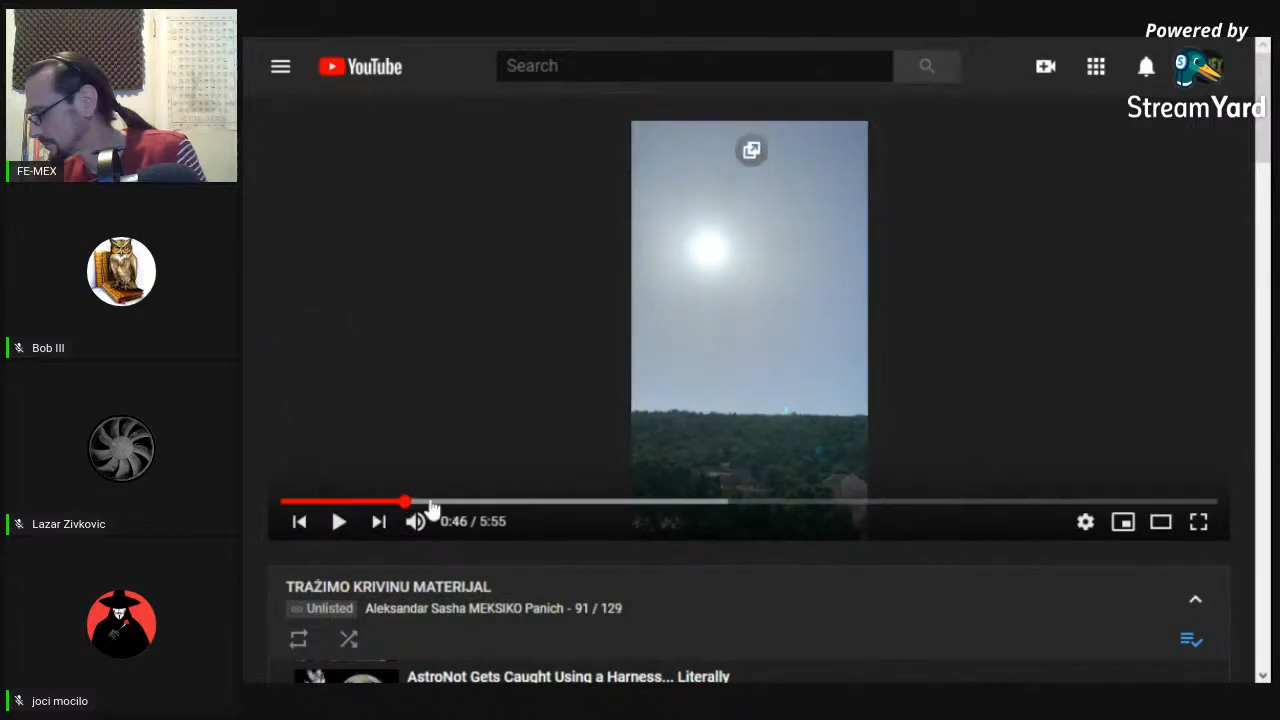 Powered by
StreamYard
YouTube
Search
FE-MEX
Bob III
Lazar Zivkovic
joci mocilo
0:46 / 5:55
TRAŽIMO KRIVINU MATERIJAL
Unlisted Aleksandar Sasha MEKSIKO Panich - 91 / 129
AstroNot Gets Caught Using a Harness... Literally